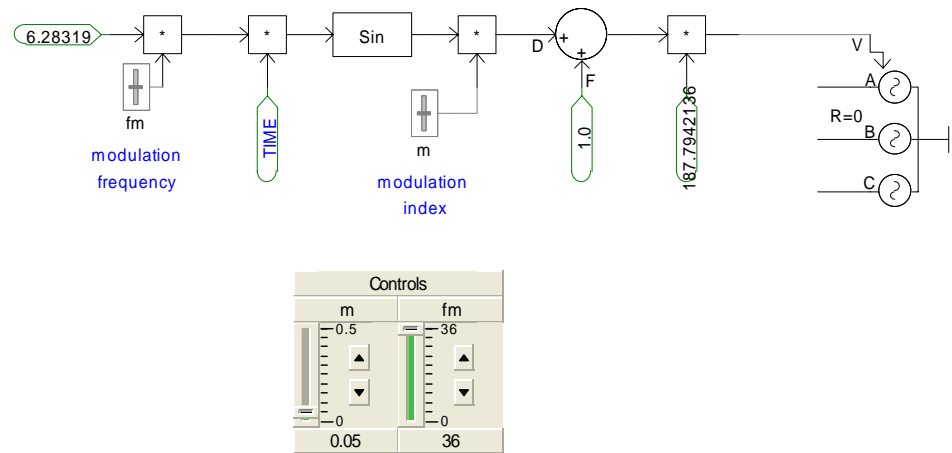 6.28319
*
*
Sin
*
D
+
+
F
*
V
fm
modulation
frequency
TIME
m
modulation
index
1.0
187.7942136
A
R=0
B
C
Controls
m
fm
0.5
36
0
0
0.05
36